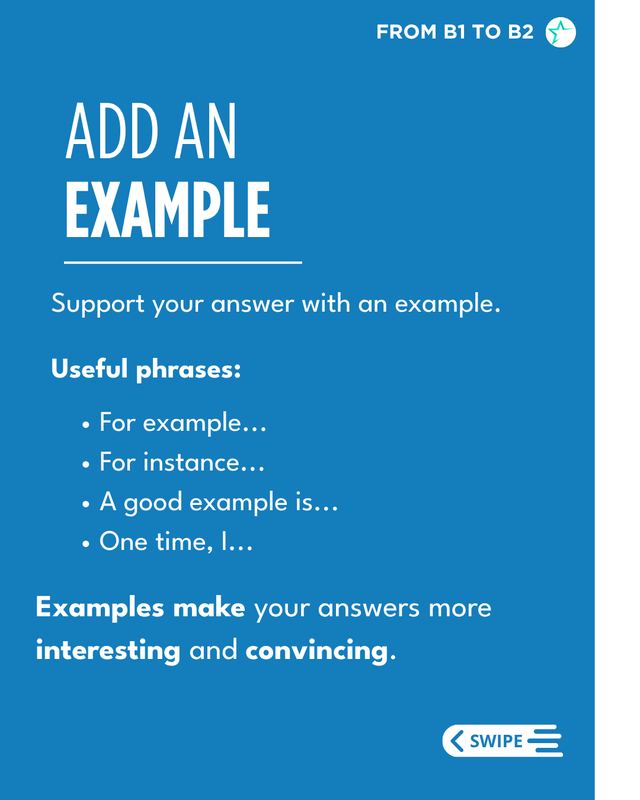 FROM B1 TO B2
ADD AN
EXAMPLE
Support your answer with an example.
Useful phrases:
• For example...
• For instance...
• A good example is...
• One time, I...
Examples make your answers more
interesting and convincing.
SWIPE